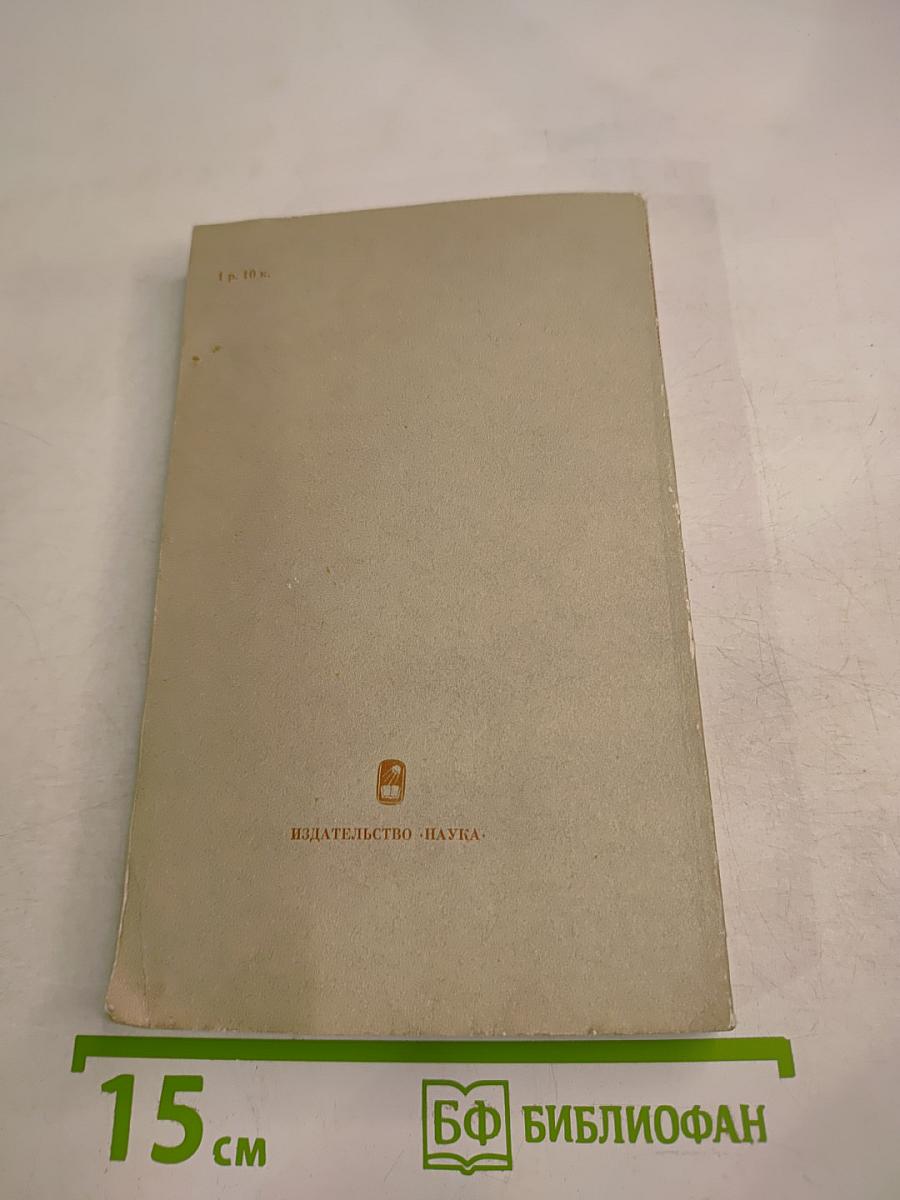 1 р. 10 к.
ИЗДАТЕЛЬСТВО «НАУКА»
15 см
БФ БИБЛИОФАН